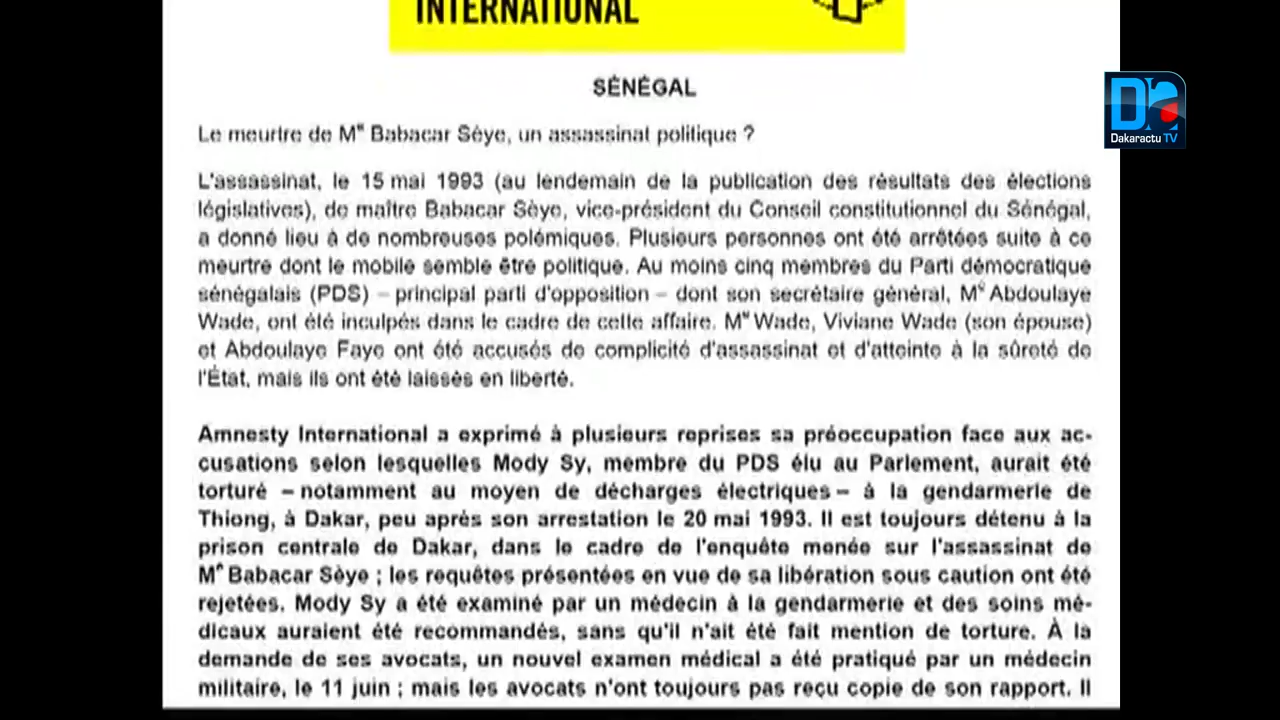 INTERNATIONAL
Dakaractu TV
SÉNÉGAL
Le meurtre de Me Babacar Sèye, un assassinat politique ?
L'assassinat, le 15 mai 1993 (au lendemain de la publication des résultats des élections
législatives), de maître Babacar Sèye, vice-président du Conseil constitutionnel du Sénégal,
a donné lieu à de nombreuses polémiques. Plusieurs personnes ont été arrêtées suite à ce
meurtre dont le mobile semble être politique. Au moins cinq membres du Parti démocratique
sénégalais (PDS) – principal parti d'opposition – dont son secrétaire général, Me Abdoulaye
Wade, ont été inculpés dans le cadre de cette affaire. Me Wade, Viviane Wade (son épouse)
et Abdoulaye Faye ont été accusés de complicité d'assassinat et d'atteinte à la sûreté de
l'État, mais ils ont été laissés en liberté.
Amnesty International a exprimé à plusieurs reprises sa préoccupation face aux ac-
cusations selon lesquelles Mody Sy, membre du PDS élu au Parlement, aurait été
torturé – notamment au moyen de décharges électriques – à la gendarmerie de
Thiong, à Dakar, peu après son arrestation le 20 mai 1993. Il est toujours détenu à la
prison centrale de Dakar, dans le cadre de l'enquête menée sur l'assassinat de
Me Babacar Sèye ; les requêtes présentées en vue de sa libération sous caution ont été
rejetées. Mody Sy a été examiné par un médecin à la gendarmerie et des soins mé-
dicaux auraient été recommandés, sans qu'il n'ait été fait mention de torture. À la
demande de ses avocats, un nouvel examen médical a été pratiqué par un médecin
militaire, le 11 juin ; mais les avocats n'ont toujours pas reçu copie de son rapport. Il